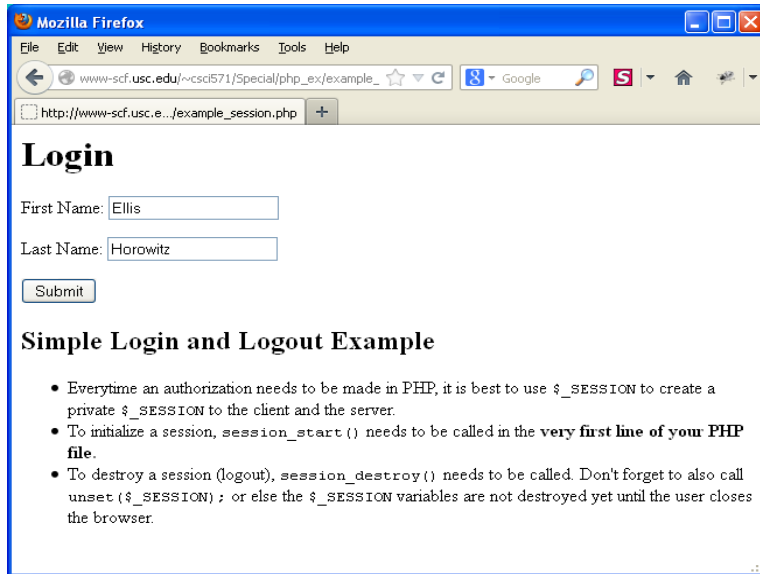 Mozilla Firefox
File Edit View History Bookmarks Tools Help
www-scf.usc.edu/~csci571/Special/php_ex/example_
Google
http://www-scf.usc.e.../example_session.php
Login
First Name: Ellis
Last Name: Horowitz
Submit
Simple Login and Logout Example
• Everytime an authorization needs to be made in PHP, it is best to use $_SESSION to create a
private $_SESSION to the client and the server.
• To initialize a session, session_start() needs to be called in the very first line of your PHP
file.
• To destroy a session (logout), session_destroy() needs to be called. Don't forget to also call
unset($_SESSION); or else the $_SESSION variables are not destroyed yet until the user closes
the browser.